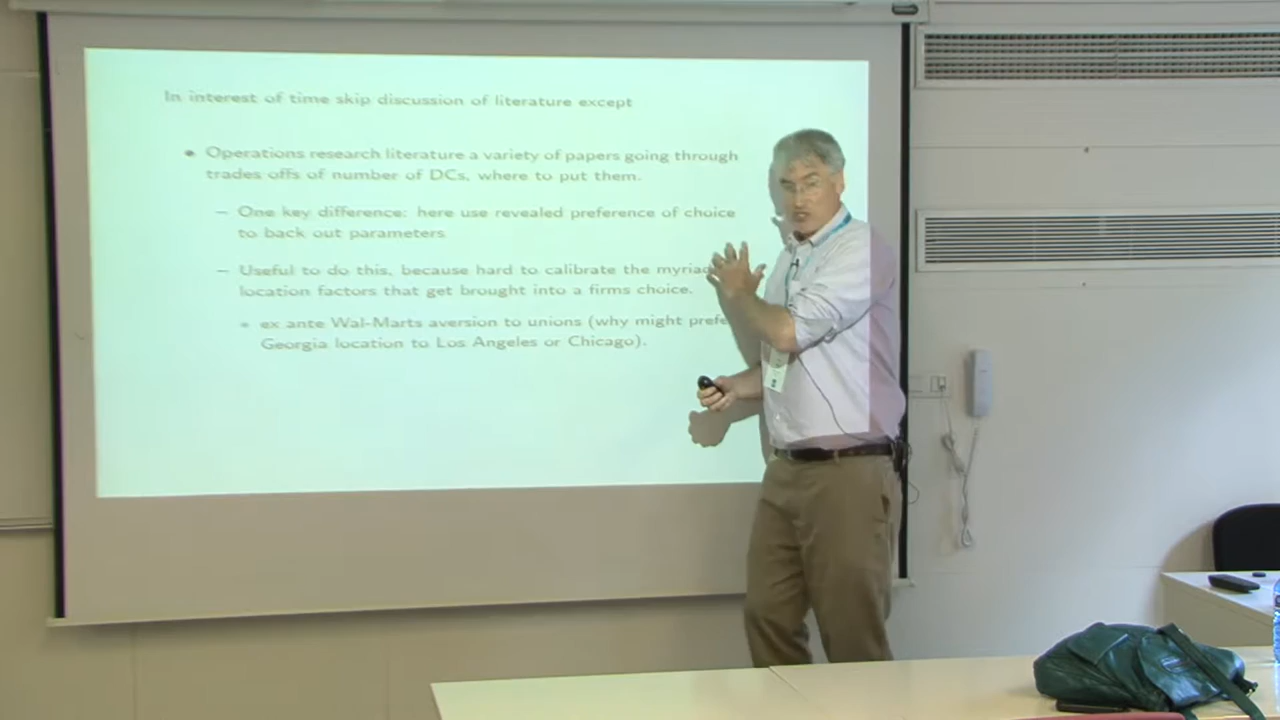 In interest of time skip discussion of literature except
• Operations research literature a variety of papers going through
trades offs of number of DCs, where to put them.
– One key difference: here use revealed preference of choice
to back out parameters
– Useful to do this, because hard to calibrate the myriad
location factors that get brought into a firms choice.
* ex ante Wal-Marts aversion to unions (why might prefe
Georgia location to Los Angeles or Chicago).